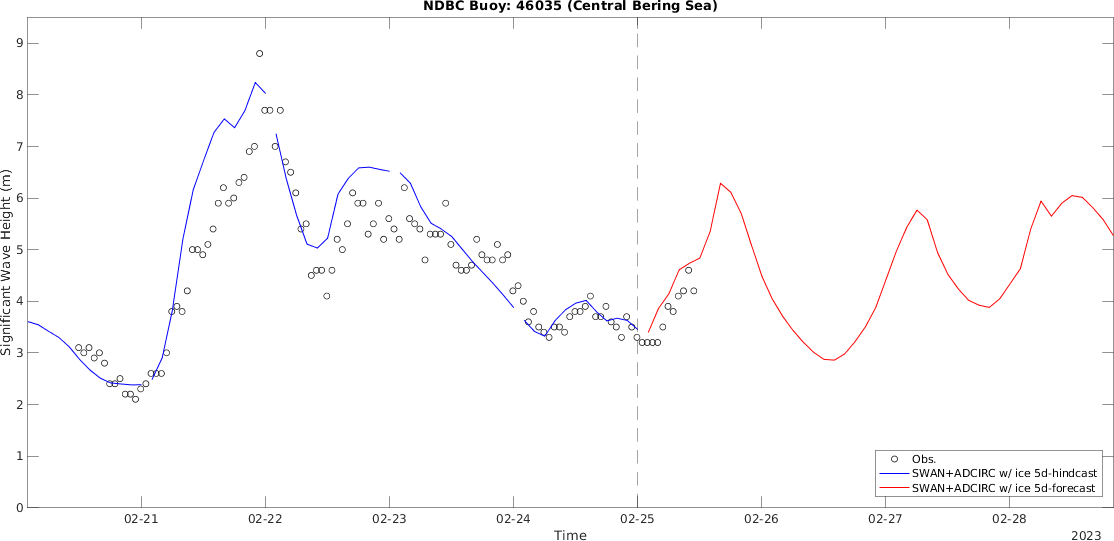 NDBC Buoy: 46035 (Central Bering Sea)
Significant Wave Height (m)
9
8
7
6
5
4
3
2
1
0
02-21 02-22 02-23 02-24 02-25 02-26 02-27 02-28
Time
2023
Obs.
SWAN+ADCIRC w/ ice 5d-hindcast
SWAN+ADCIRC w/ ice 5d-forecast